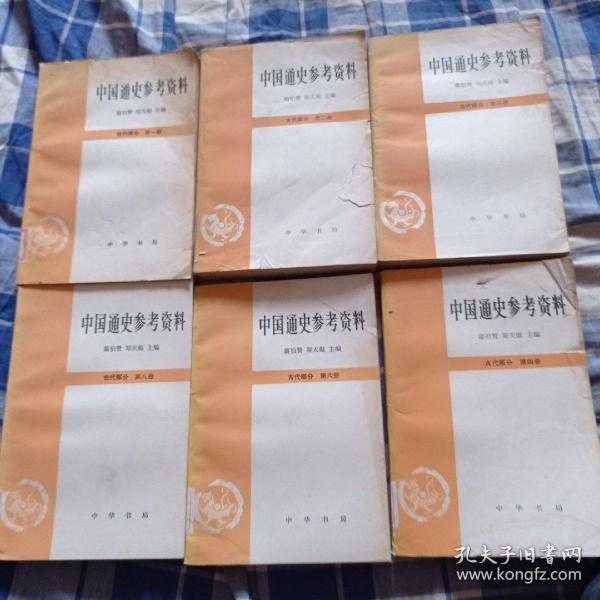 中国通史参考资料
翦伯赞 郑天挺 主编
古代部分 第一册
中华书局
中国通史参考资料
翦伯赞 郑天挺 主编
古代部分 第二册
中华书局
中国通史参考资料
翦伯赞 郑天挺 主编
古代部分 第三册
中华书局
中国通史参考资料
翦伯赞 郑天挺 主编
古代部分 第八册
中华书局
中国通史参考资料
翦伯赞 郑天挺 主编
古代部分 第六册
中华书局
中国通史参考资料
翦伯赞 郑天挺 主编
古代部分 第四册
中华书局
孔夫子旧书网
www.kongfz.com